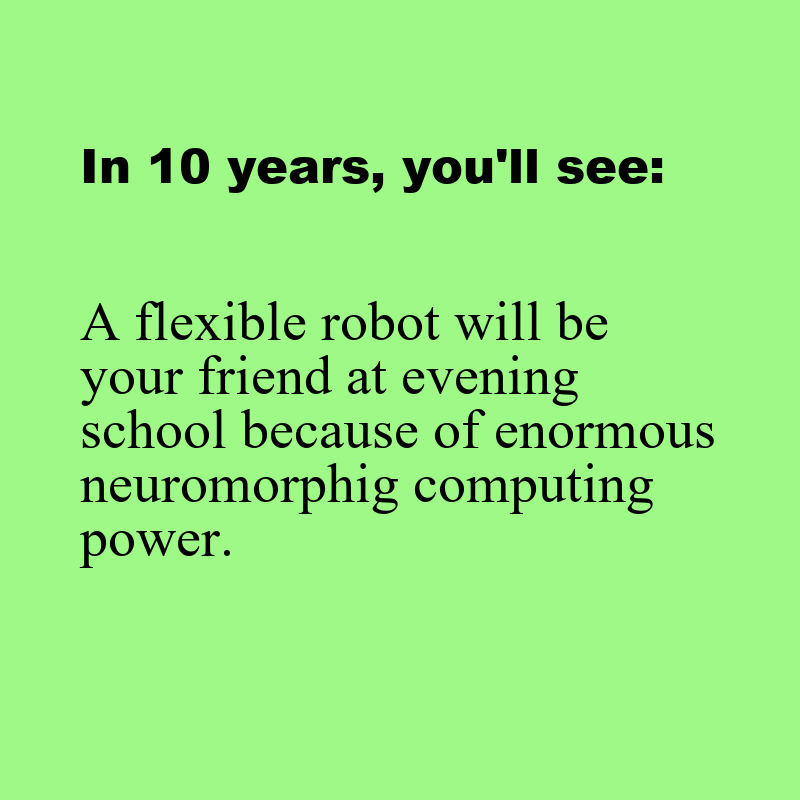 In 10 years, you'll see:
A flexible robot will be
your friend at evening
school because of enormous
neuromorphig computing
power.